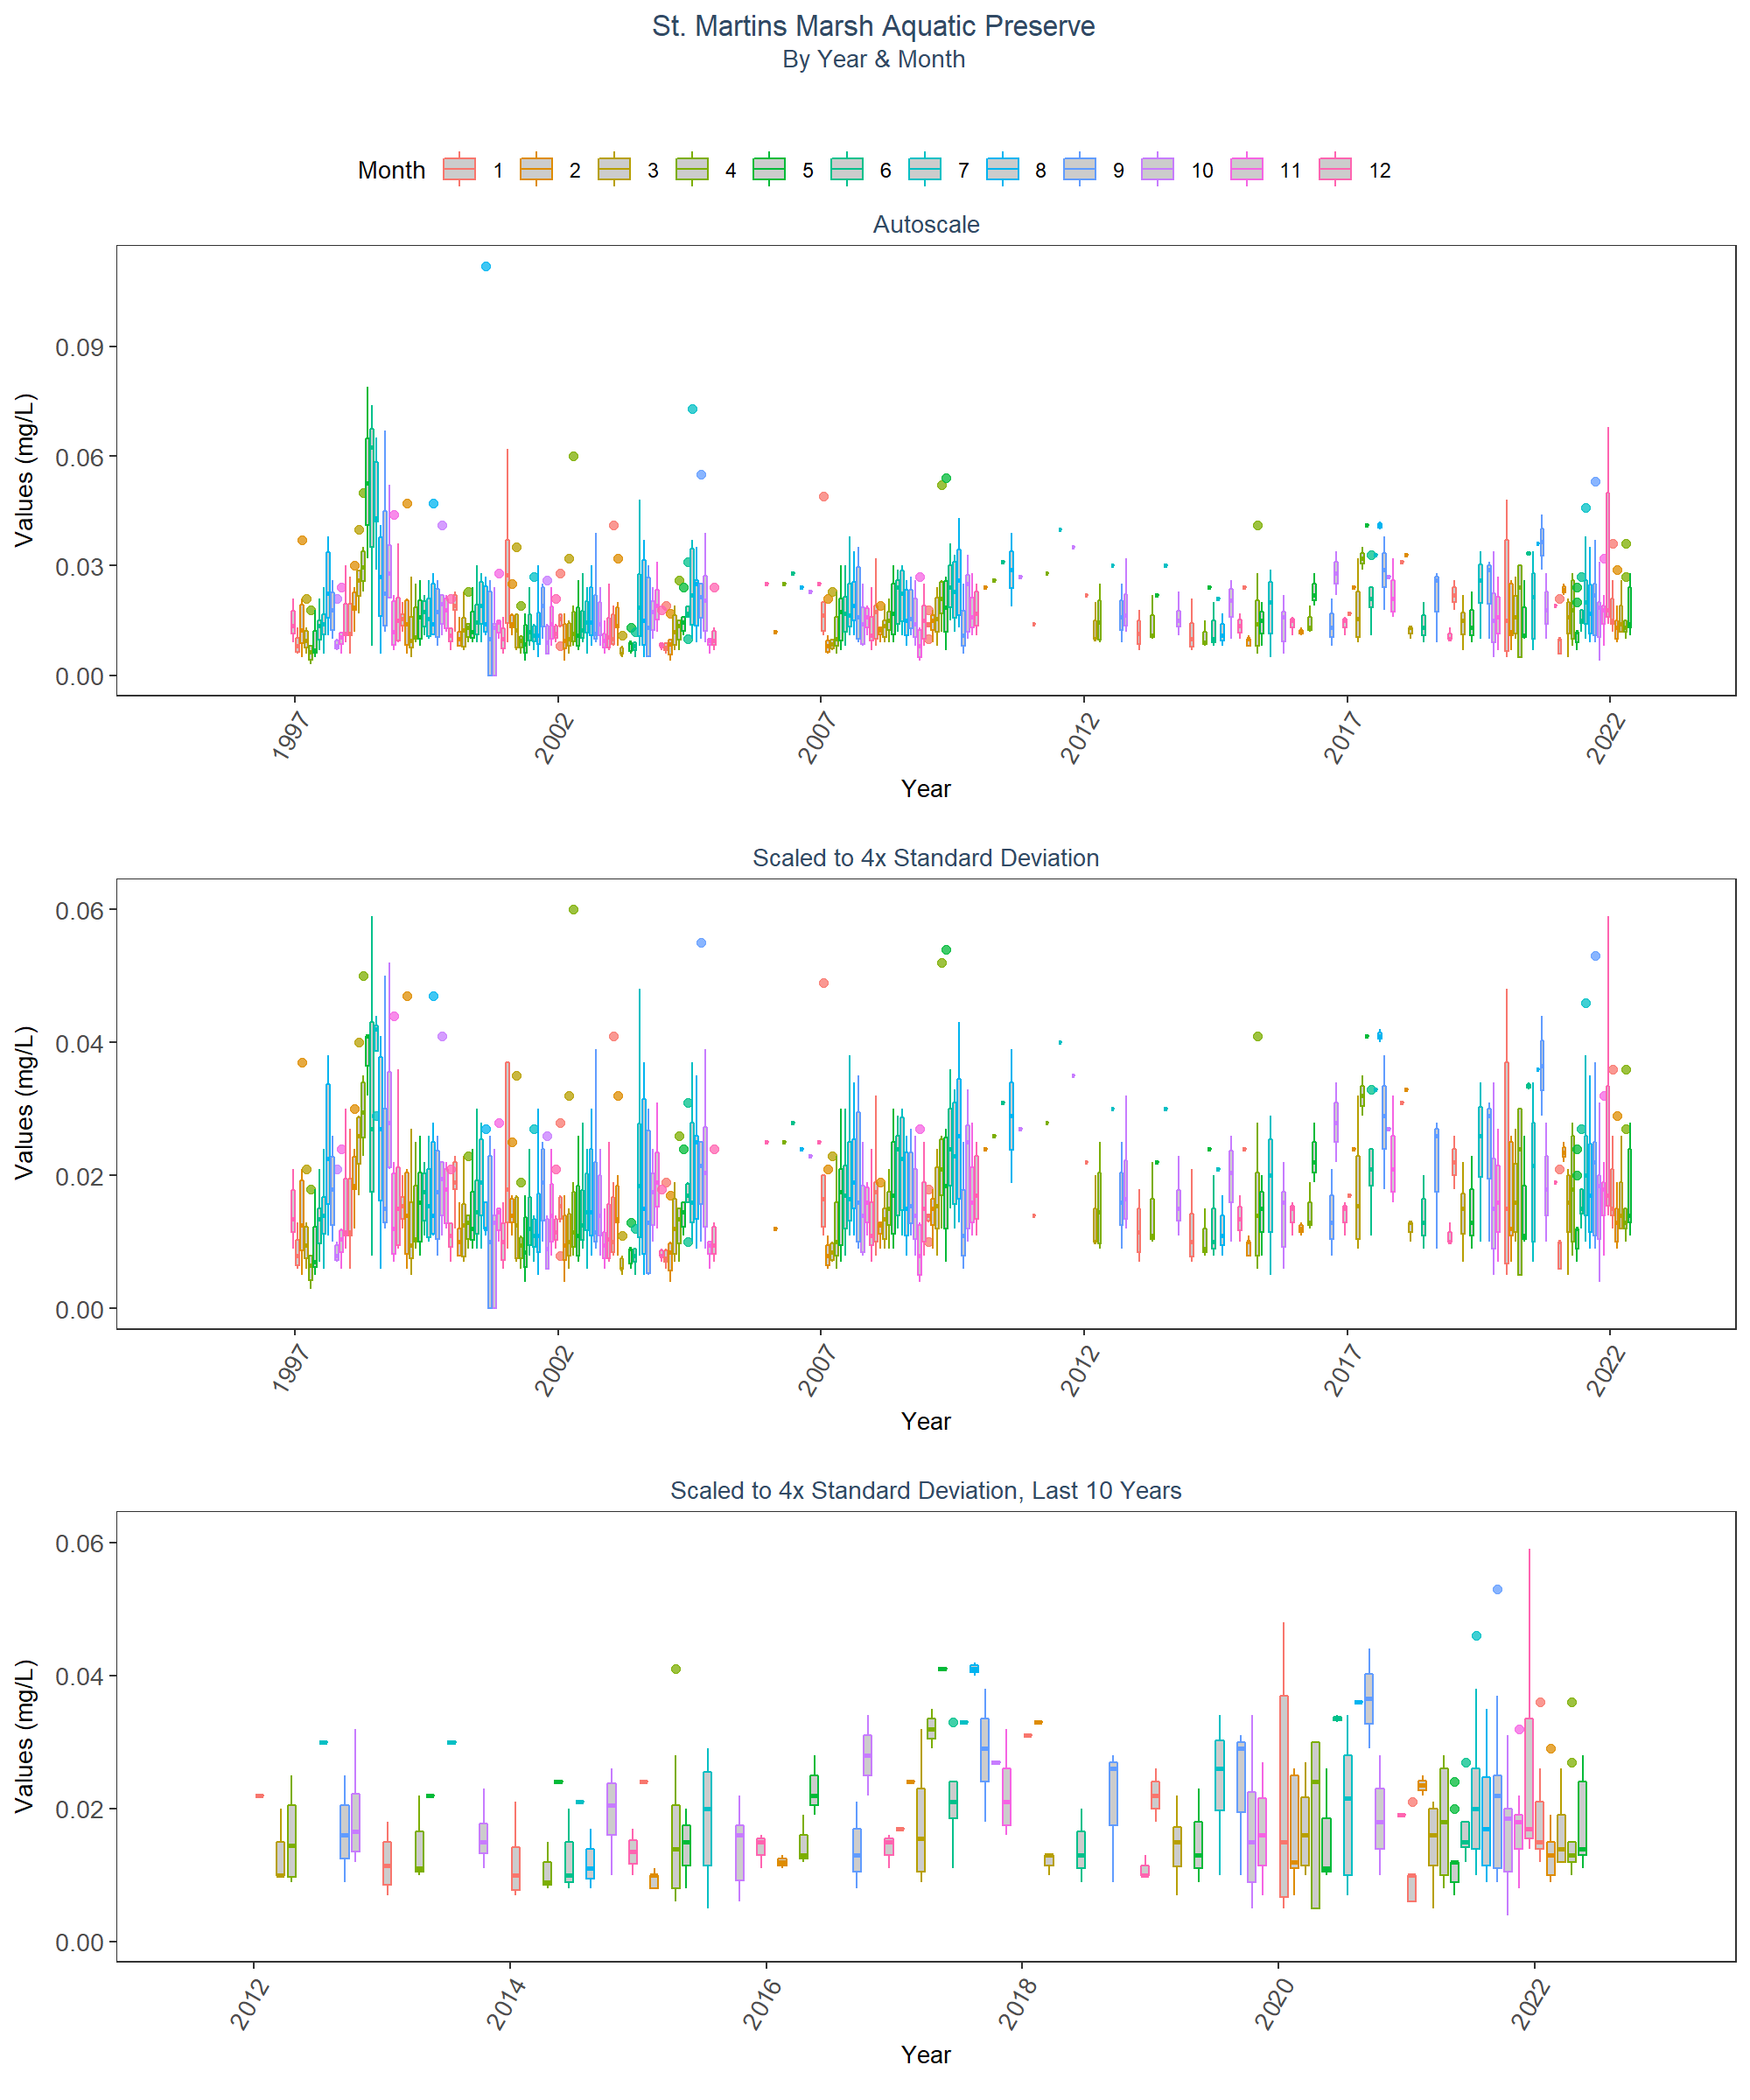 St. Martins Marsh Aquatic Preserve
By Year & Month
Month 1 2 3 4 5 6 7 8 9 10 11 12
Autoscale
Values (mg/L)
0.09
0.06
0.03
0.00
1997 2002 2007 2012 2017 2022
Year
Scaled to 4x Standard Deviation
Values (mg/L)
0.06
0.04
0.02
0.00
1997 2002 2007 2012 2017 2022
Year
Scaled to 4x Standard Deviation, Last 10 Years
Values (mg/L)
0.06
0.04
0.02
0.00
2012 2014 2016 2018 2020 2022
Year